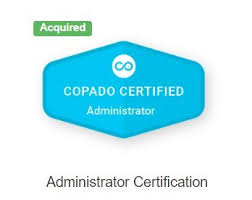 Acquired
COPADO CERTIFIED
Administrator
Administrator Certification